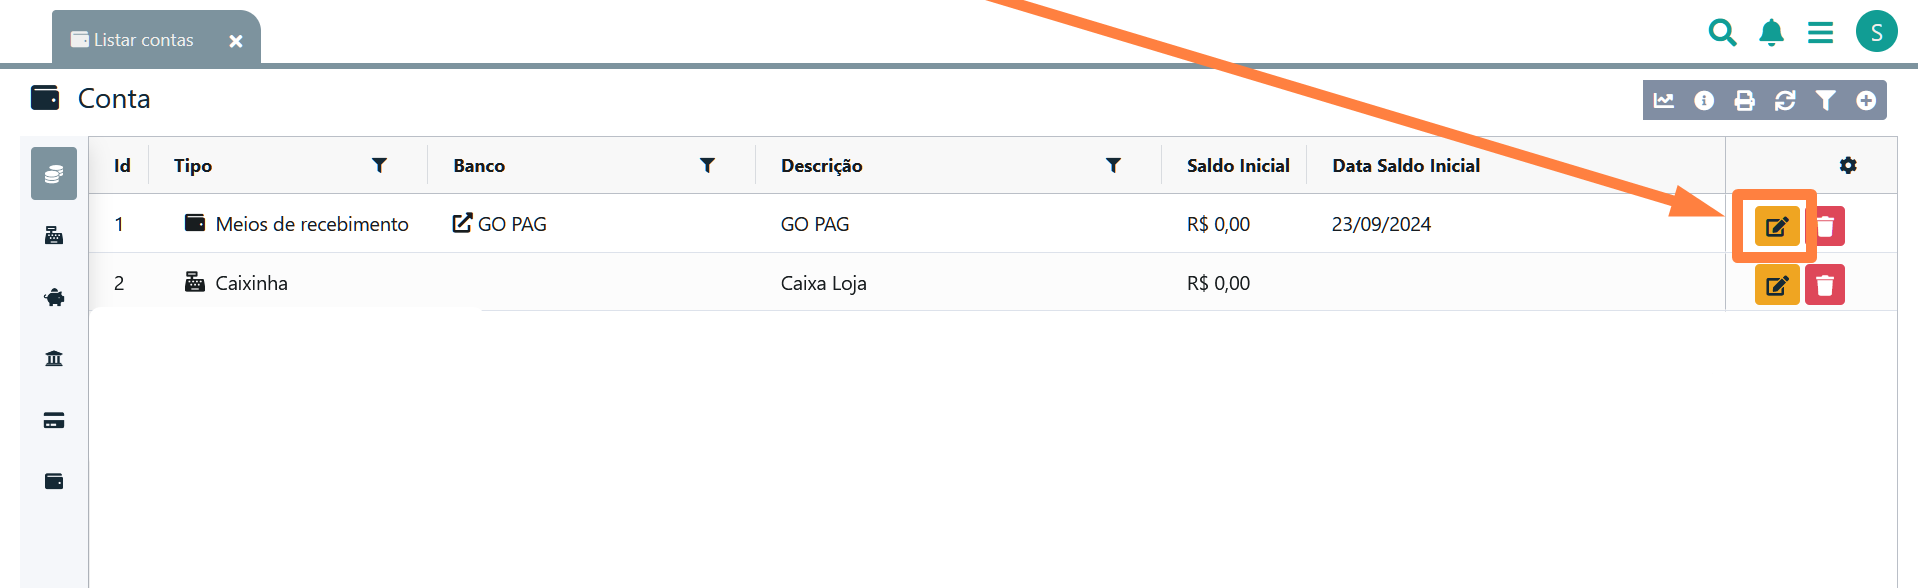 Listar contas
S
Conta
Id Tipo Banco Descrição Saldo Inicial Data Saldo Inicial
1 Meios de recebimento GO PAG GO PAG R$ 0,00 23/09/2024
2 Caixinha Caixa Loja R$ 0,00